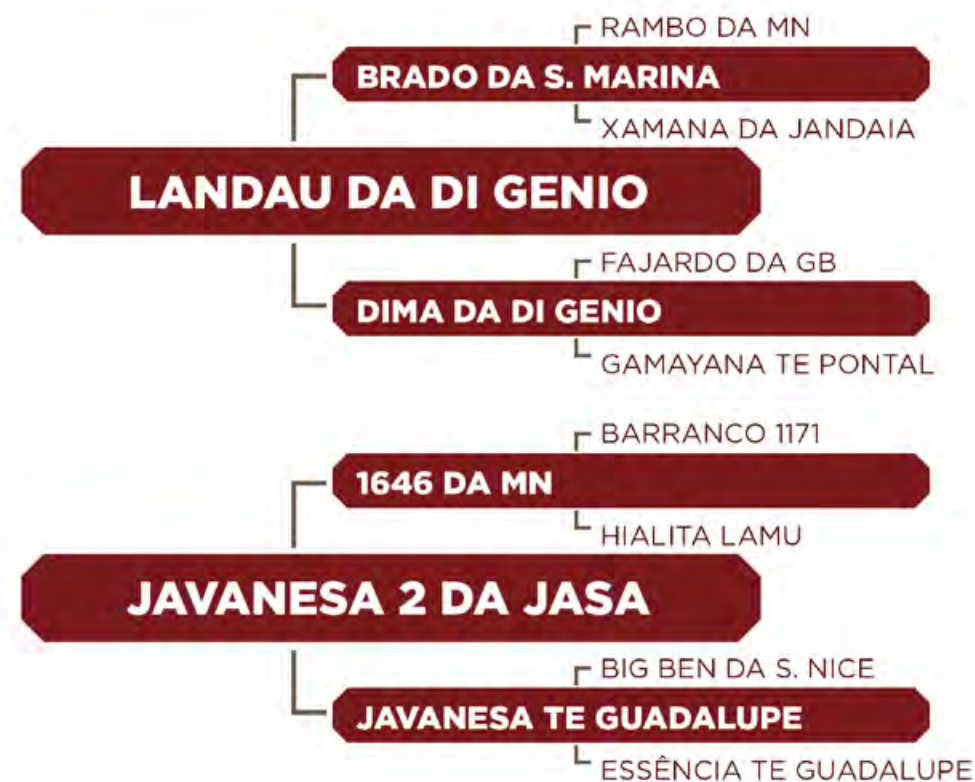 RAMBO DA MN
BRADO DA S. MARINA
XAMANA DA JANDAIA
LANDAU DA DI GENIO
FAJARDO DA GB
DIMA DA DI GENIO
GAMAYANA TE PONTAL
BARRANCO 1171
1646 DA MN
HIALITA LAMU
JAVANESA 2 DA JASA
BIG BEN DA S. NICE
JAVANESA TE GUADALUPE
ESSÊNCIA TE GUADALUPE